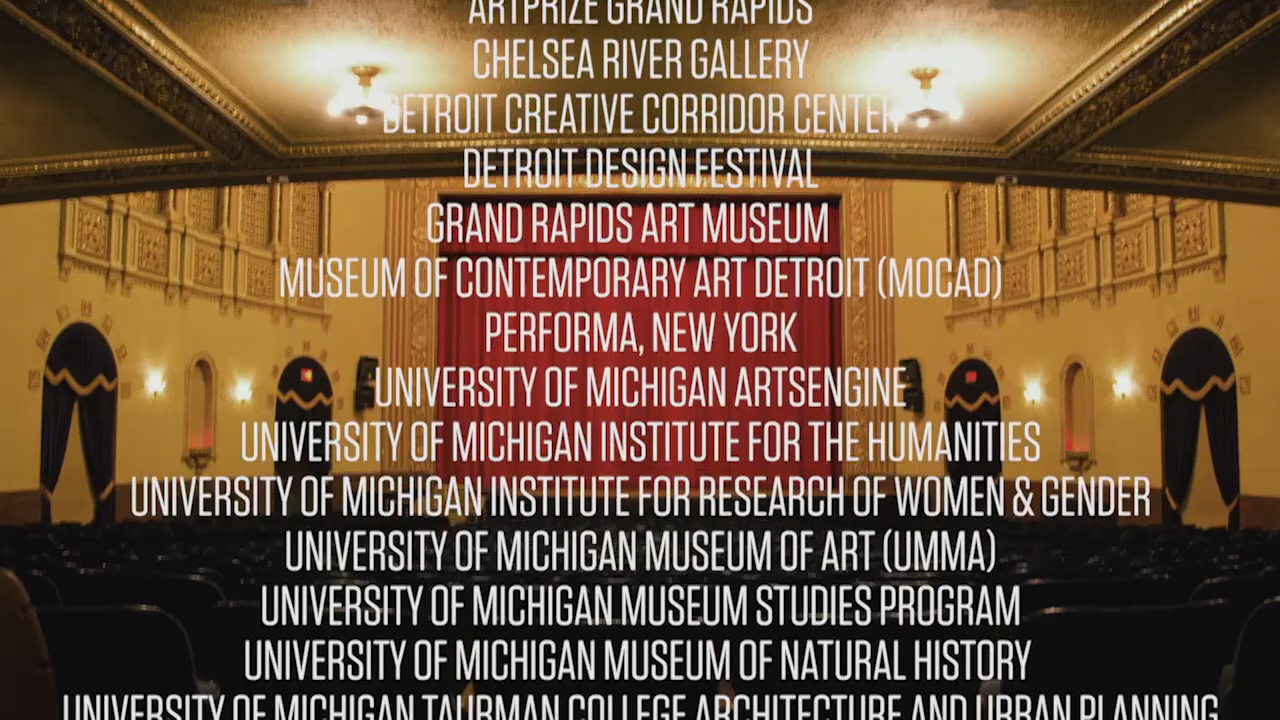 ARTPRIZE GRAND RAPIDS
CHELSEA RIVER GALLERY
DETROIT CREATIVE CORRIDOR CENTER
DETROIT DESIGN FESTIVAL
GRAND RAPIDS ART MUSEUM
MUSEUM OF CONTEMPORARY ART DETROIT (MOCAD)
PERFORMA, NEW YORK
UNIVERSITY OF MICHIGAN ARTSENGINE
UNIVERSITY OF MICHIGAN INSTITUTE FOR THE HUMANITIES
UNIVERSITY OF MICHIGAN INSTITUTE FOR RESEARCH OF WOMEN & GENDER
UNIVERSITY OF MICHIGAN MUSEUM OF ART (UMMA)
UNIVERSITY OF MICHIGAN MUSEUM STUDIES PROGRAM
UNIVERSITY OF MICHIGAN MUSEUM OF NATURAL HISTORY
UNIVERSITY OF MICHIGAN TAUBMAN COLLEGE ARCHITECTURE AND URBAN PLANNING